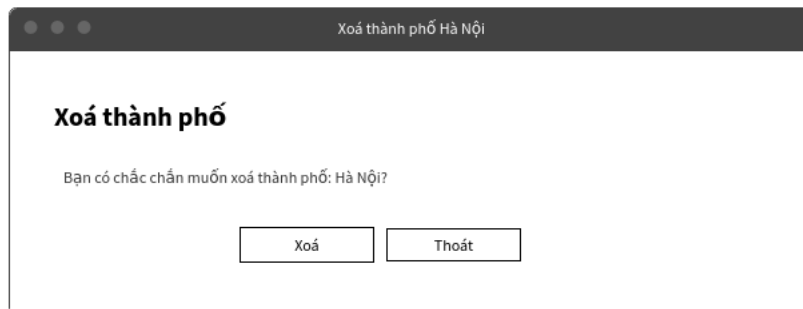 Xoá thành phố Hà Nội
Xoá thành phố
Bạn có chắc chắn muốn xoá thành phố: Hà Nội?
Xoá
Thoát